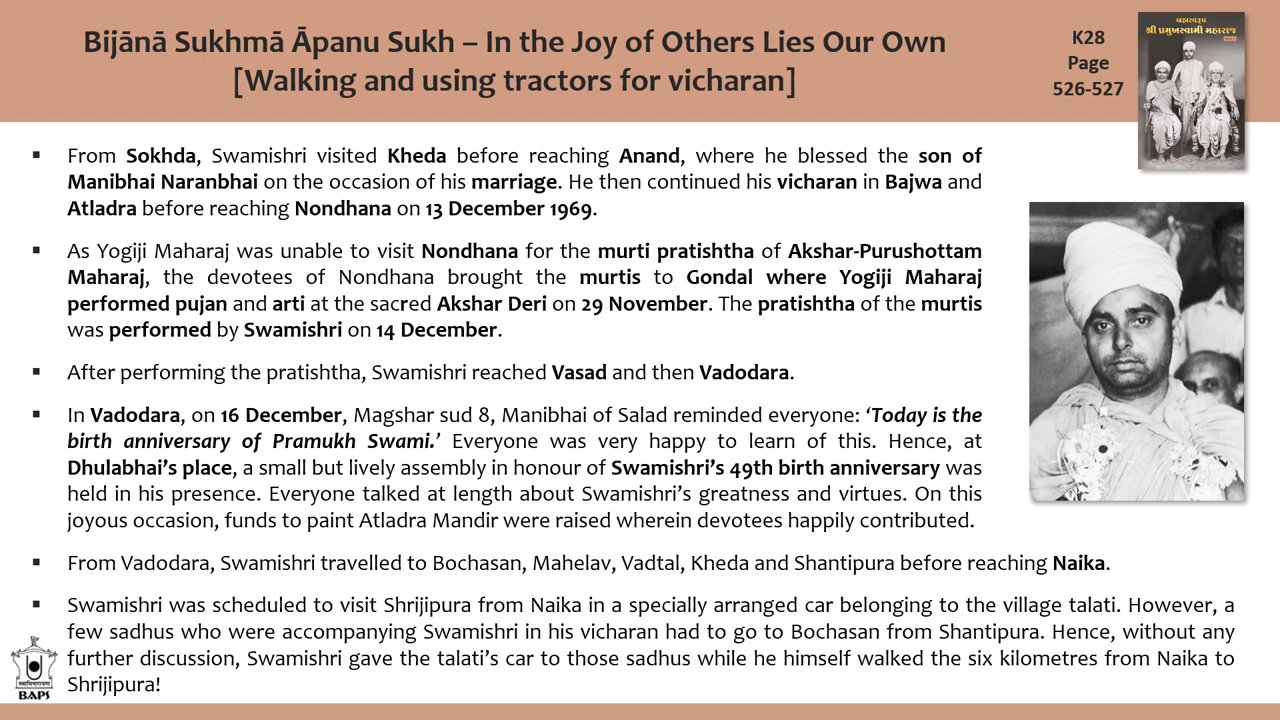 Bijānā Sukhmā Āpanu Sukh – In the Joy of Others Lies Our Own
[Walking and using tractors for vicharan]
K28
Page
526-527
બ્રહ્મસ્વરૂપ
શ્રી પ્રમુખસ્વામી મહારાજ
▪ From Sokhda, Swamishri visited Kheda before reaching Anand, where he blessed the son of
Manibhai Naranbhai on the occasion of his marriage. He then continued his vicharan in Bajwa and
Atladra before reaching Nondhana on 13 December 1969.
▪ As Yogiji Maharaj was unable to visit Nondhana for the murti pratishtha of Akshar-Purushottam
Maharaj, the devotees of Nondhana brought the murtis to Gondal where Yogiji Maharaj
performed pujan and arti at the sacred Akshar Deri on 29 November. The pratishtha of the murtis
was performed by Swamishri on 14 December.
▪ After performing the pratishtha, Swamishri reached Vasad and then Vadodara.
▪ In Vadodara, on 16 December, Magshar sud 8, Manibhai of Salad reminded everyone: ‘Today is the
birth anniversary of Pramukh Swami.’ Everyone was very happy to learn of this. Hence, at
Dhulabhai’s place, a small but lively assembly in honour of Swamishri’s 49th birth anniversary was
held in his presence. Everyone talked at length about Swamishri’s greatness and virtues. On this
joyous occasion, funds to paint Atladra Mandir were raised wherein devotees happily contributed.
▪ From Vadodara, Swamishri travelled to Bochasan, Mahelav, Vadtal, Kheda and Shantipura before reaching Naika.
▪ Swamishri was scheduled to visit Shrijipura from Naika in a specially arranged car belonging to the village talati. However, a
few sadhus who were accompanying Swamishri in his vicharan had to go to Bochasan from Shantipura. Hence, without any
further discussion, Swamishri gave the talati’s car to those sadhus while he himself walked the six kilometres from Naika to
Shrijipura!
BAPS